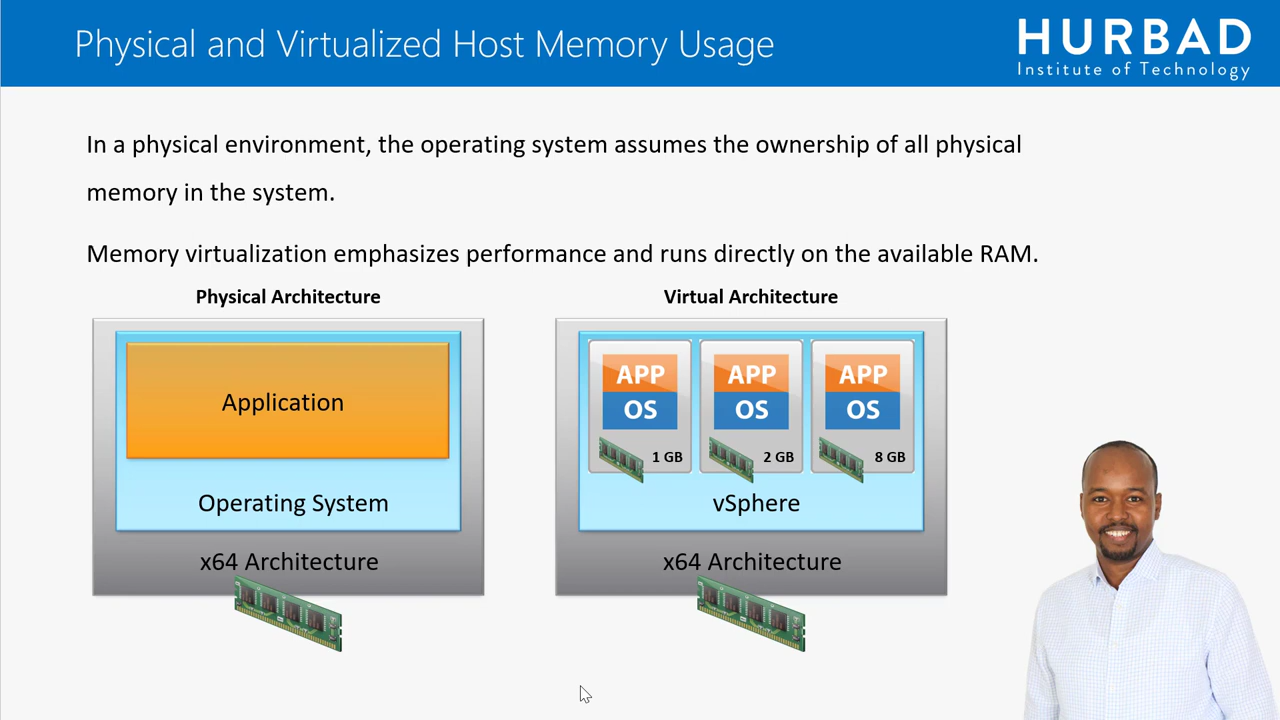 Physical and Virtualized Host Memory Usage
HURBAD
Institute of Technology
In a physical environment, the operating system assumes the ownership of all physical
memory in the system.
Memory virtualization emphasizes performance and runs directly on the available RAM.
Physical Architecture
Application
Operating System
x64 Architecture
Virtual Architecture
APP
OS
1 GB
APP
OS
2 GB
APP
OS
8 GB
vSphere
x64 Architecture